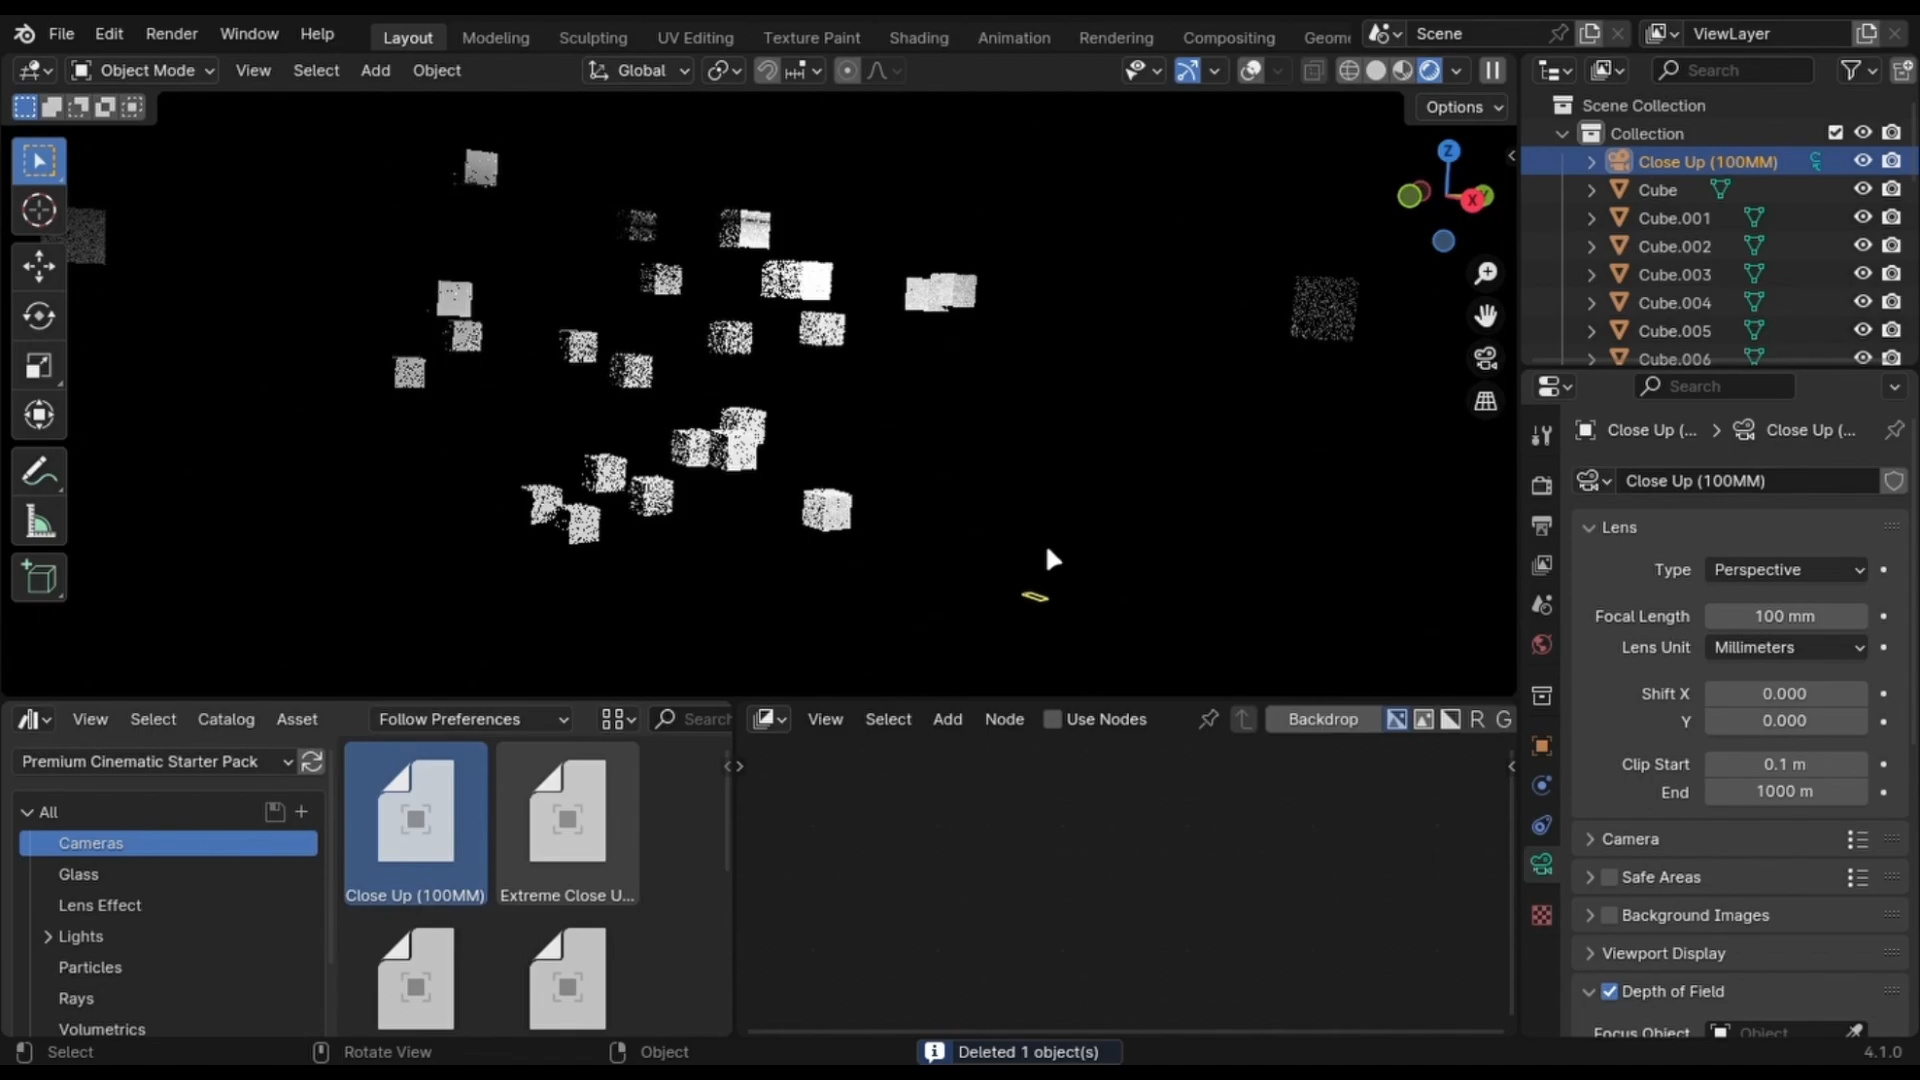 File Edit Render Window Help Layout Modeling Sculpting UV Editing Texture Paint Shading Animation Rendering Compositing Geom Scene ViewLayer
Object Mode View Select Add Object Global Search
Options
Z
X
Scene Collection
Collection
Close Up (100MM)
Cube
Cube.001
Cube.002
Cube.003
Cube.004
Cube.005
Cube.006
Search
Close Up (... > Close Up (...
Close Up (100MM)
Lens
Type Perspective
Focal Length 100 mm
Lens Unit Millimeters
Shift X 0.000
Y 0.000
Clip Start 0.1 m
End 1000 m
Camera
Safe Areas
Background Images
Viewport Display
Depth of Field
Focus Object Object
View Select Catalog Asset Follow Preferences Search
Premium Cinematic Starter Pack
All
Cameras
Glass
Lens Effect
Lights
Particles
Rays
Volumetrics
Close Up (100MM) Extreme Close U...
View Select Add Node Use Nodes Backdrop R G
Select Rotate View Object Deleted 1 object(s) 4.1.0